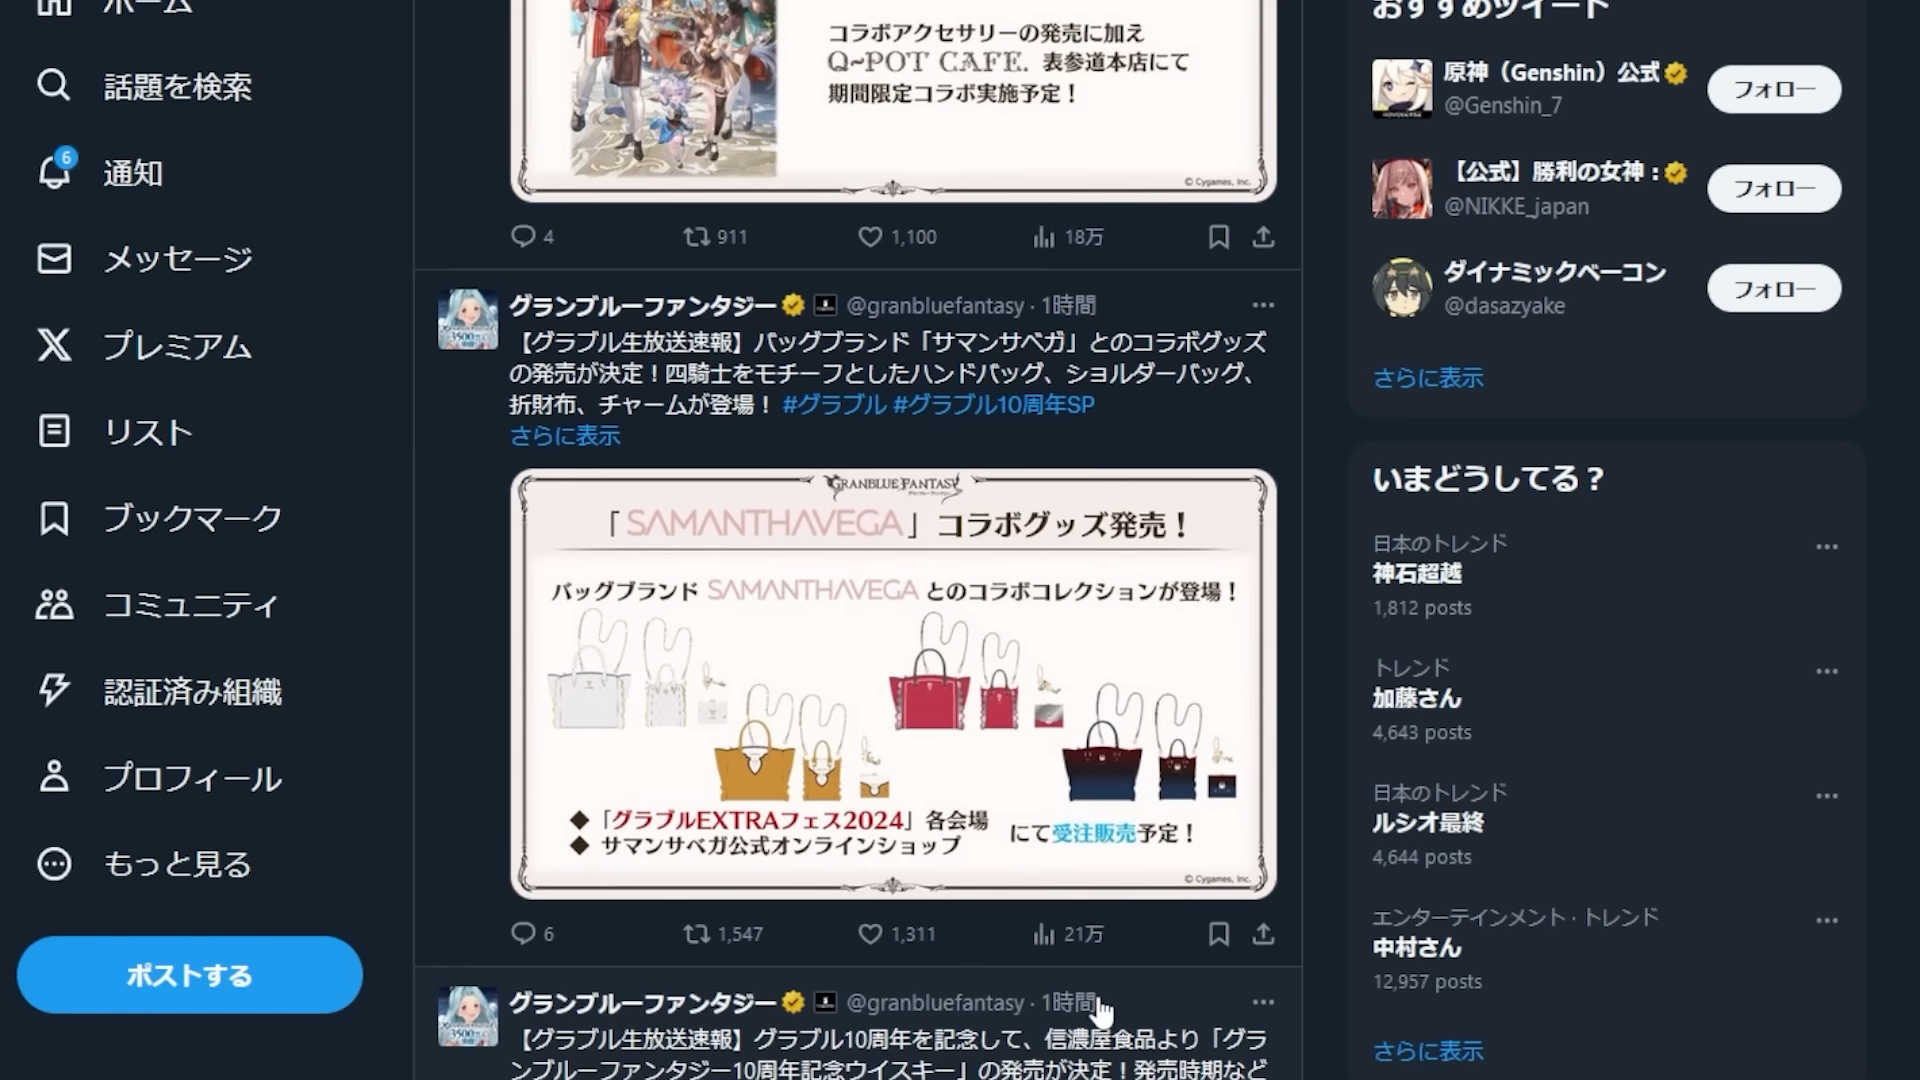 ホーム
話題を検索
6
通知
メッセージ
プレミアム
リスト
ブックマーク
コミュニティ
認証済み組織
プロフィール
もっと見る
ポストする
コラボアクセサリーの発売に加え
Q~POT CAFE. 表参道本店にて
期間限定コラボ実施予定！
© Cygames, Inc.
4
911
1,100
18万
グランブルーファンタジー @granbluefantasy · 1時間
【グラブル生放送速報】バッグブランド「サマンサベガ」とのコラボグッズ
の発売が決定！四騎士をモチーフとしたハンドバッグ、ショルダーバッグ、
折財布、チャームが登場！ #グラブル #グラブル10周年SP
さらに表示
GRANBLUE FANTASY
「SAMANTHAVEGA」コラボグッズ発売！
バッグブランド SAMANTHAVEGA とのコラボコレクションが登場！
◆「グラブルEXTRAフェス2024」各会場
◆ サマンサベガ公式オンラインショップ
にて受注販売予定！
© Cygames, Inc.
6
1,547
1,311
21万
グランブルーファンタジー @granbluefantasy · 1時間
【グラブル生放送速報】グラブル10周年を記念して、信濃屋食品より「グラ
ンブルーファンタジー10周年記念ウイスキー」の発売が決定！発売時期など
おすすめツイート
原神（Genshin）公式
@Genshin_7
フォロー
【公式】勝利の女神：
@NIKKE_japan
フォロー
ダイナミックベーコン
@dasazyake
フォロー
さらに表示
いまどうしてる？
日本のトレンド
神石超越
1,812 posts
トレンド
加藤さん
4,643 posts
日本のトレンド
ルシオ最終
4,644 posts
エンターテインメント · トレンド
中村さん
12,957 posts
さらに表示